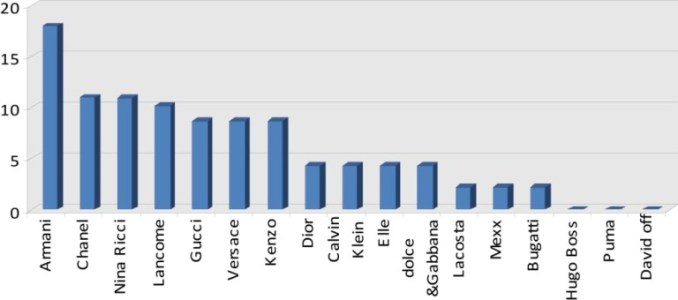 20
15
10
5
0
Armani
Chanel
Nina Ricci
Lancome
Gucci
Versace
Kenzo
Dior
Calvin
Klein
Elle
dolce
&Gabbana
Lacosta
Mexx
Bugatti
Hugo Boss
Puma
David off